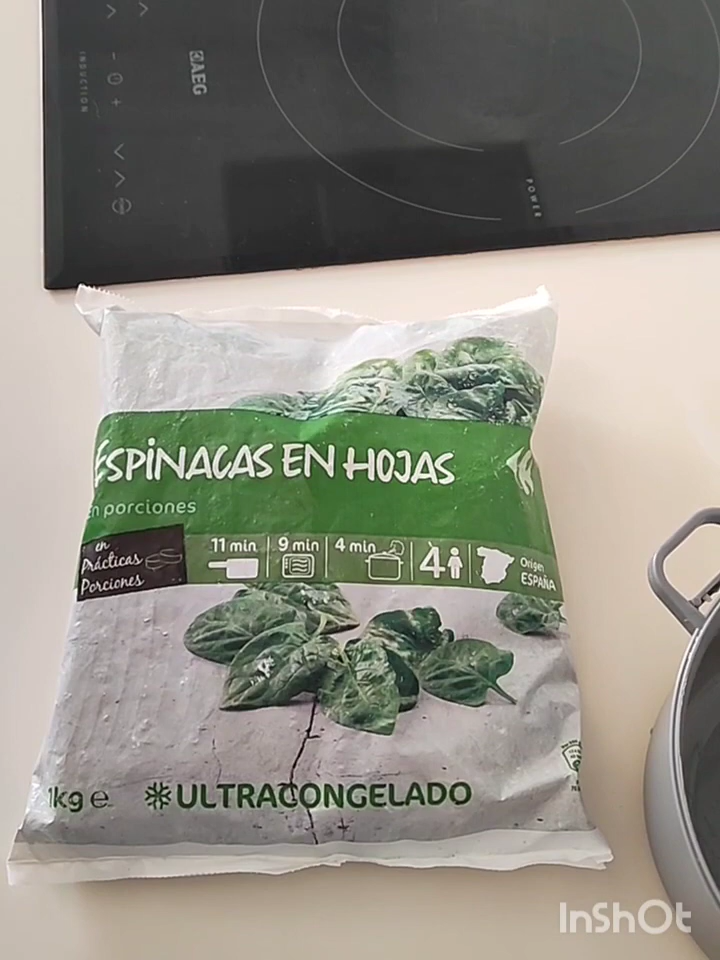 INDUCTION
AEG
POWER
ESPINACAS EN HOJAS
en porciones
en
Prácticas
Porciones
11 min
9 min
4 min
4
Origen
ESPAÑA
1kg e
ULTRACONGELADO
InShOt